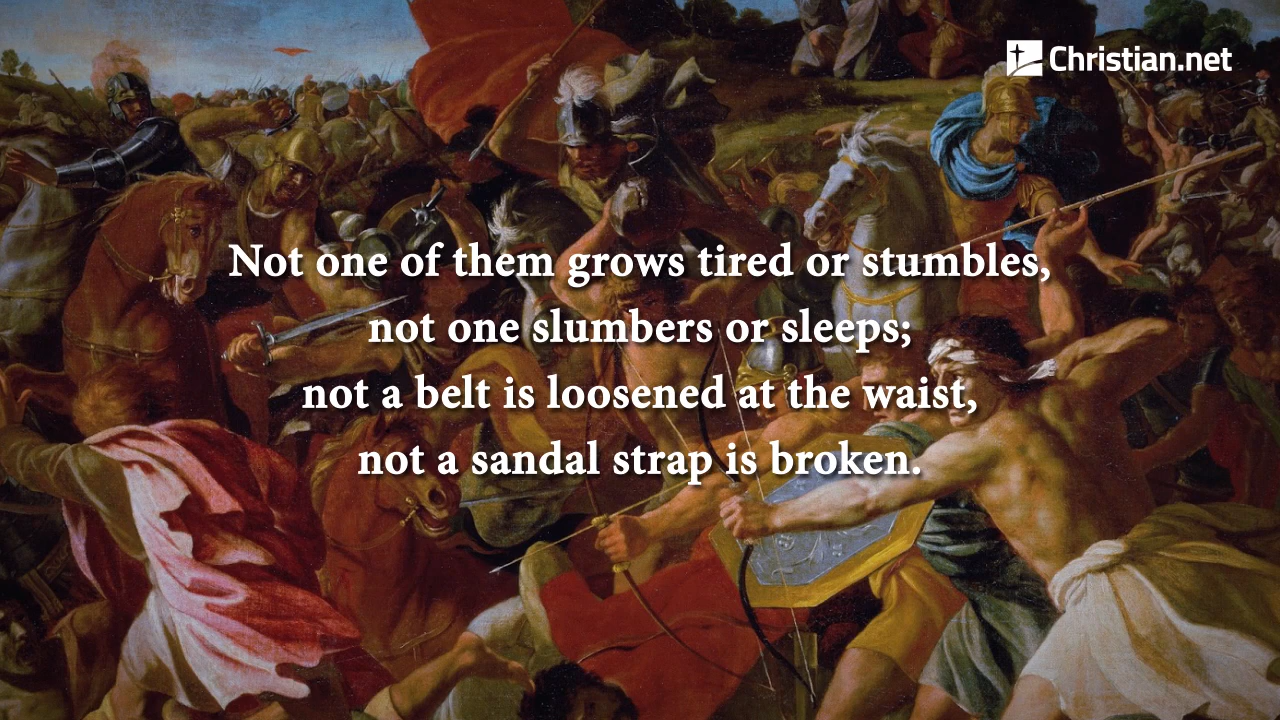 Christian.net
Not one of them grows tired or stumbles,
not one slumbers or sleeps;
not a belt is loosened at the waist,
not a sandal strap is broken.